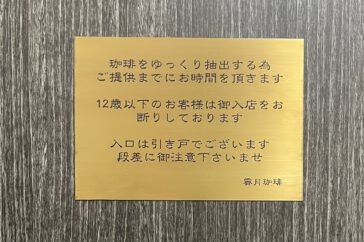 珈琲をゆっくり抽出する為
ご提供までにお時間を頂きます
12歳以下のお客様は御入店をお
断りしております
入口は引き戸でございます
段差に御注意下さいませ
月珈琲